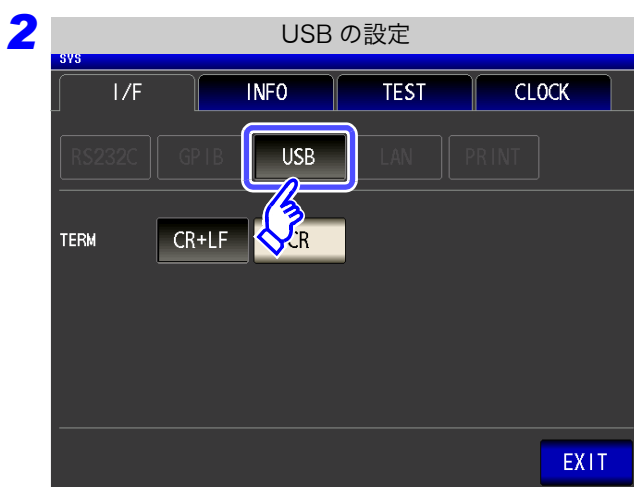 2
USB の設定
SYS
I/F INFO TEST CLOCK
RS232C GPIB USB LAN PRINT
TERM CR+LF CR
EXIT